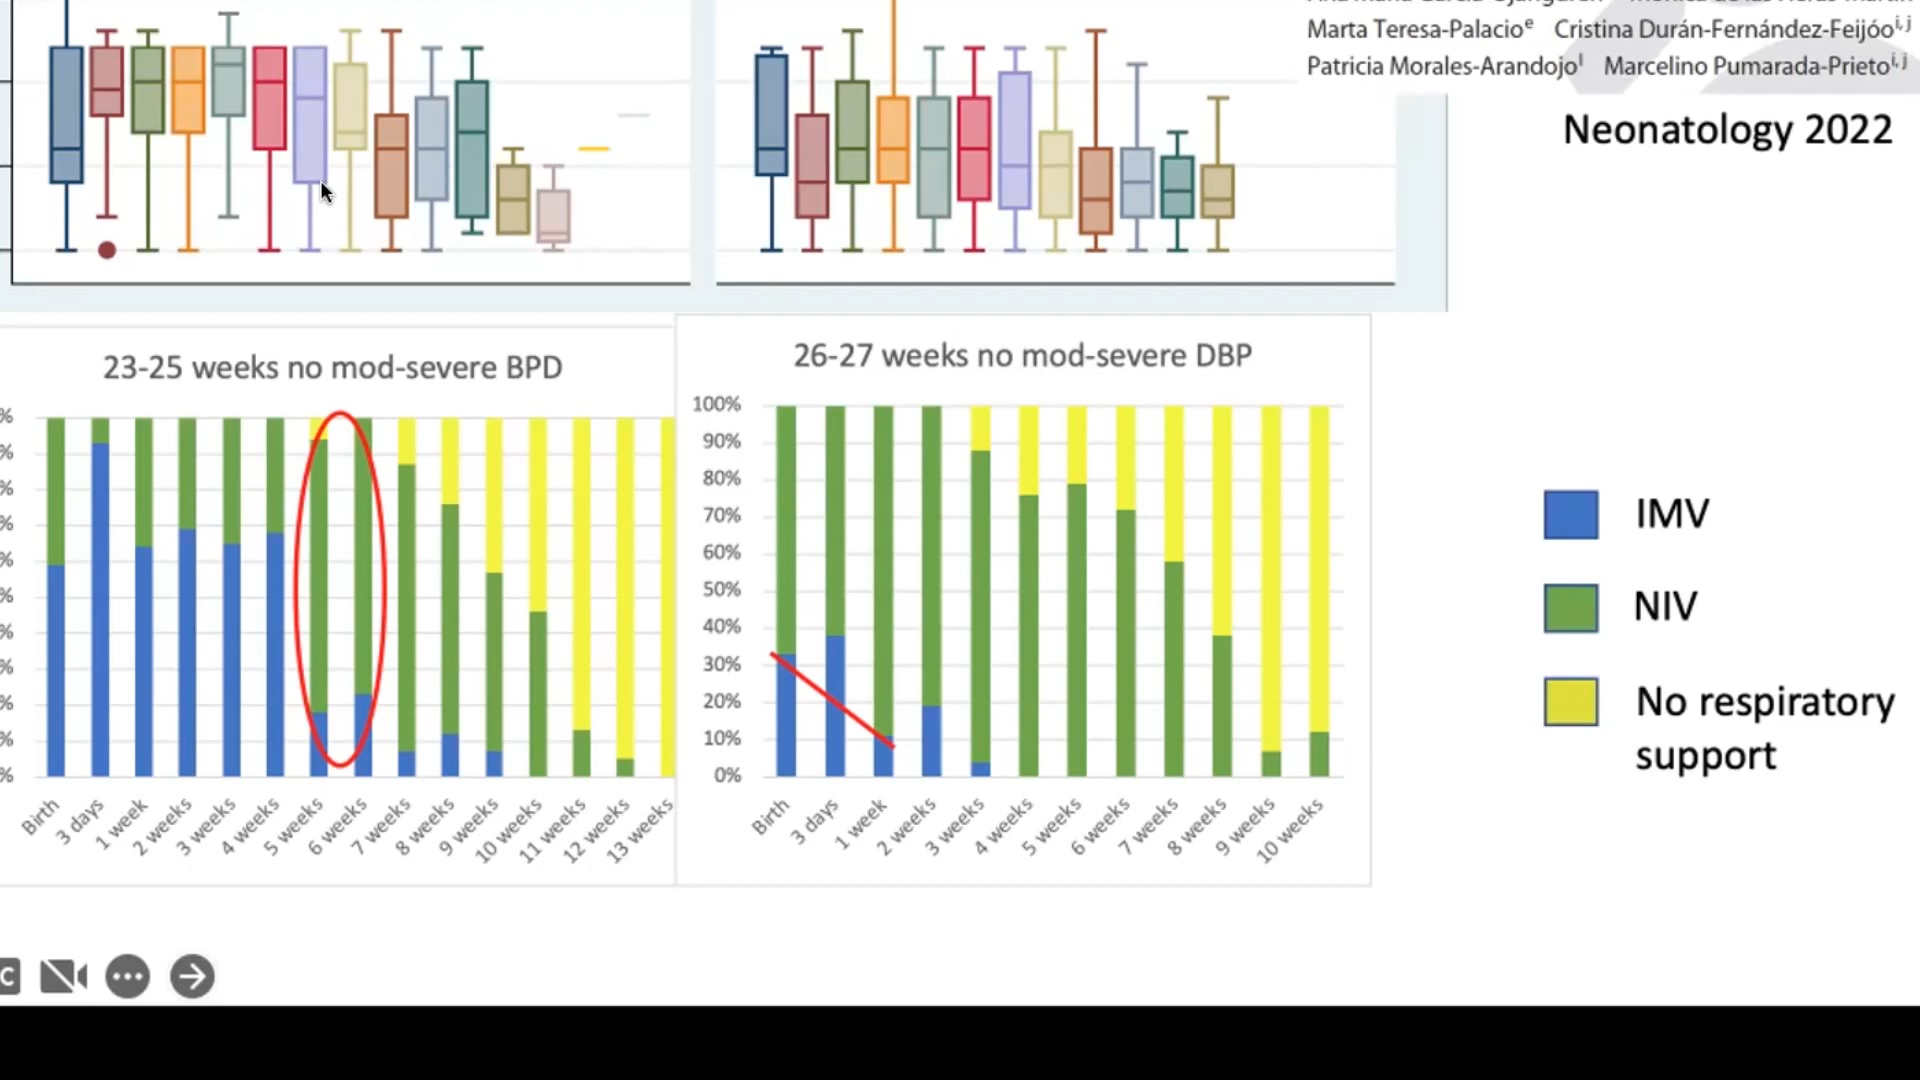 Marta Teresa-Palacioᵉ Cristina Durán-Fernández-Feijóoⁱ,ʲ
Patricia Morales-Arandojoˡ Marcelino Pumarada-Prietoⁱ,ʲ
Neonatology 2022
23-25 weeks no mod-severe BPD
%
%
%
%
%
%
%
%
%
%
%
Birth
3 days
1 week
2 weeks
3 weeks
4 weeks
5 weeks
6 weeks
7 weeks
8 weeks
9 weeks
10 weeks
11 weeks
12 weeks
13 weeks
26-27 weeks no mod-severe DBP
100%
90%
80%
70%
60%
50%
40%
30%
20%
10%
0%
Birth
3 days
1 week
2 weeks
3 weeks
4 weeks
5 weeks
6 weeks
7 weeks
8 weeks
9 weeks
10 weeks
IMV
NIV
No respiratory
support
C